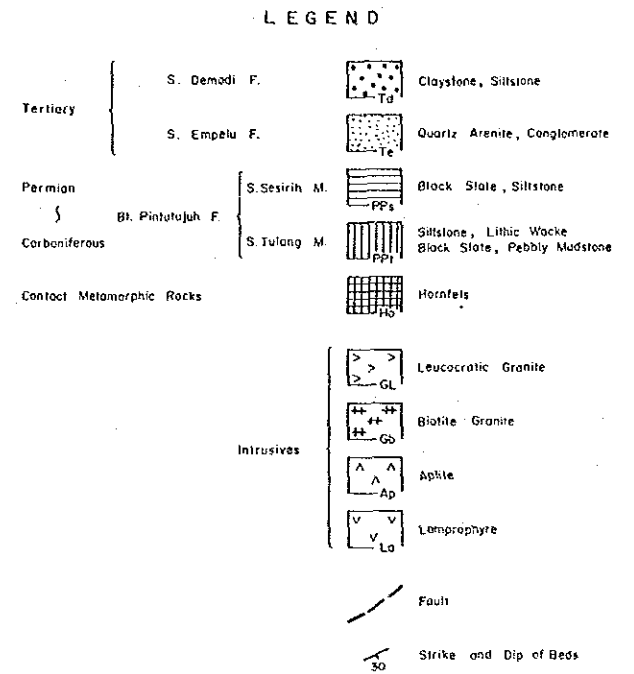 LEGEND
Tertiary
S. Demodi F.
Td
Claystone, Siltstone
S. Empelu F.
Te
Quartz Arenite, Conglomerate
Permian
Carboniferous
Bt. Pintutujuh F.
S. Sesirih M.
PPs
Black Slate, Siltstone
S. Tulang M.
PPt
Siltstone, Lithic Wacke
Black Slate, Pebbly Mudstone
Contact Metamorphic Rocks
Ho
Hornfels
Intrusives
GL
Leucocratic Granite
Gb
Biotite Granite
Ap
Aplite
La
Lamprophyre
Fault
30
Strike and Dip of Beds